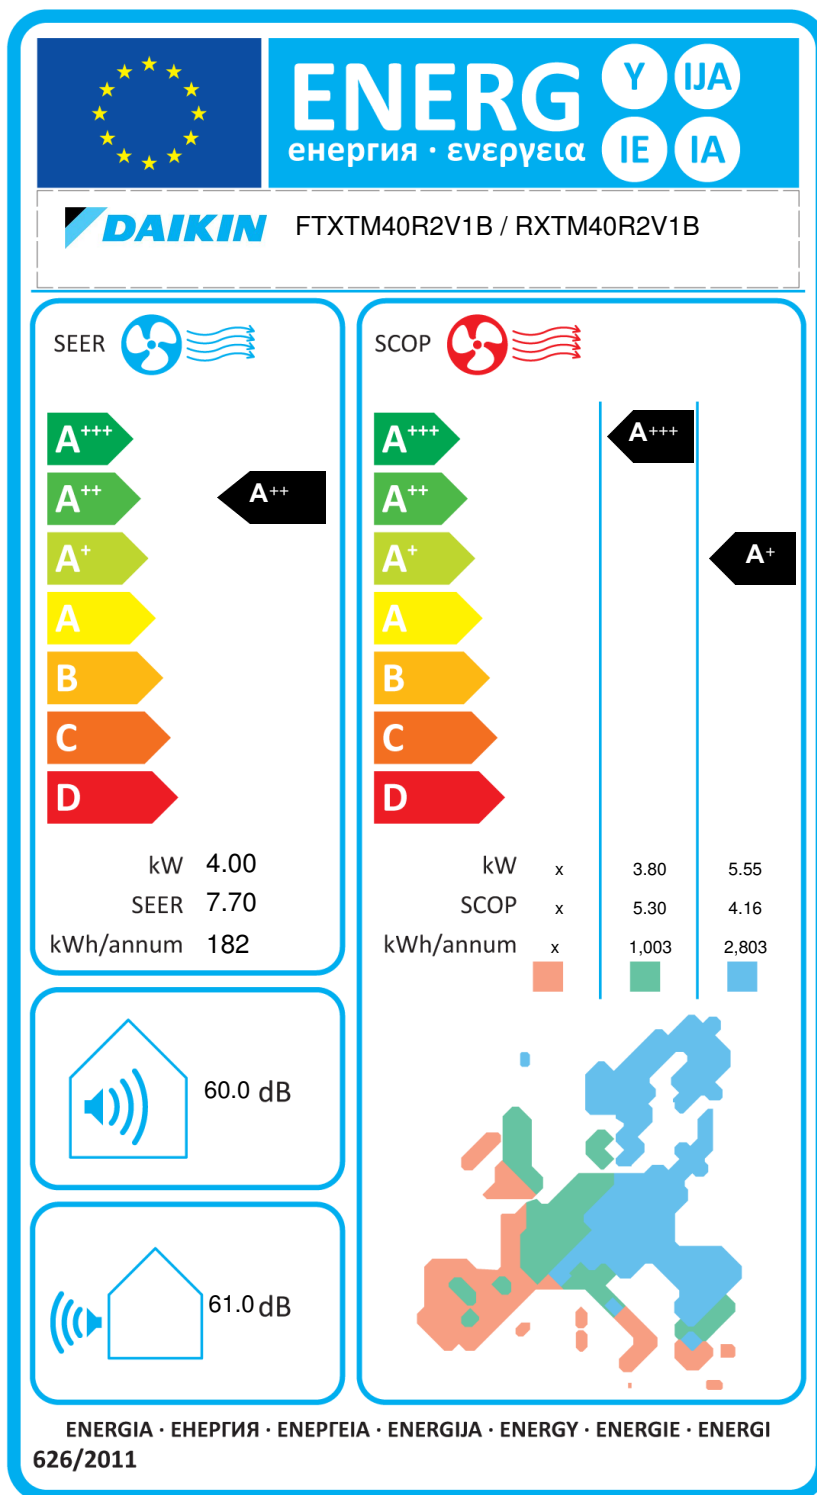 ENERG
енергия · ενεργεια
Y IJA
IE IA
DAIKIN FTXTM40R2V1B / RXTM40R2V1B
SEER
A+++
A++ A++
A+
A
B
C
D
kW 4.00
SEER 7.70
kWh/annum 182
SCOP
A+++ A+++
A++
A+ A+
A
B
C
D
kW x 3.80 5.55
SCOP x 5.30 4.16
kWh/annum x 1,003 2,803
60.0 dB
61.0 dB
ENERGIA · ЕНЕРГИЯ · ΕΝΕΡΓΕΙΑ · ENERGIJA · ENERGY · ENERGIE · ENERGI
626/2011